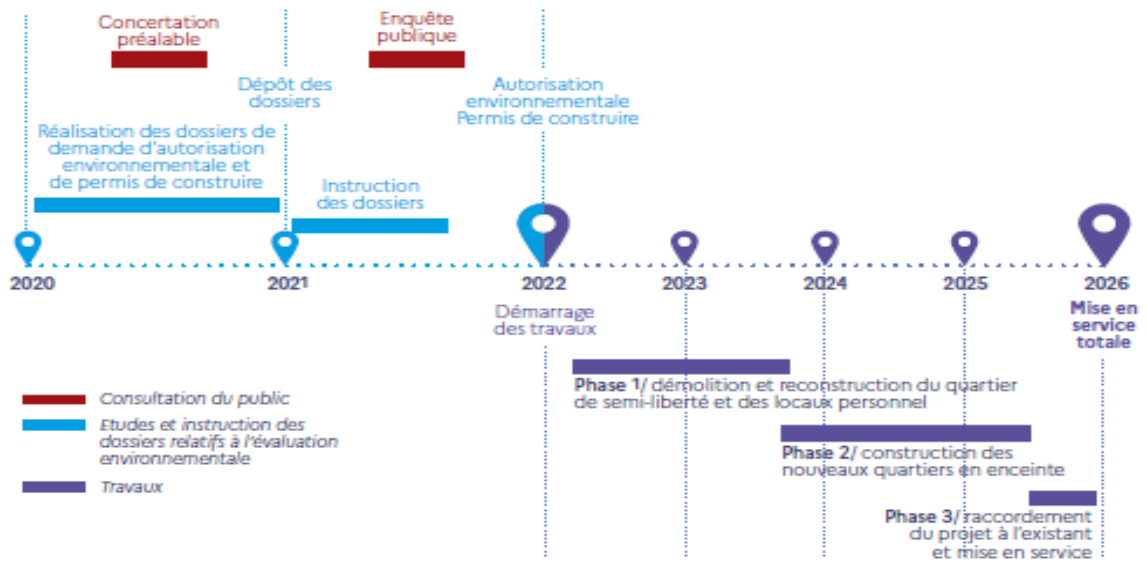 Concertation
préalable
Enquête
publique
Dépôt des
dossiers
Autorisation
environnementale
Permis de construire
Réalisation des dossiers de
demande d'autorisation
environnementale et
de permis de construire
Instruction
des dossiers
2020
2021
2022
2023
2024
2025
2026
Démarrage
des travaux
Mise en
service
totale
Phase 1/ démolition et reconstruction du quartier
de semi-liberté et des locaux personnel
Phase 2/ construction des
nouveaux quartiers en enceinte
Phase 3/ raccordement
du projet à l'existant
et mise en service
Consultation du public
Etudes et instruction des
dossiers relatifs à l'évaluation
environnementale
Travaux